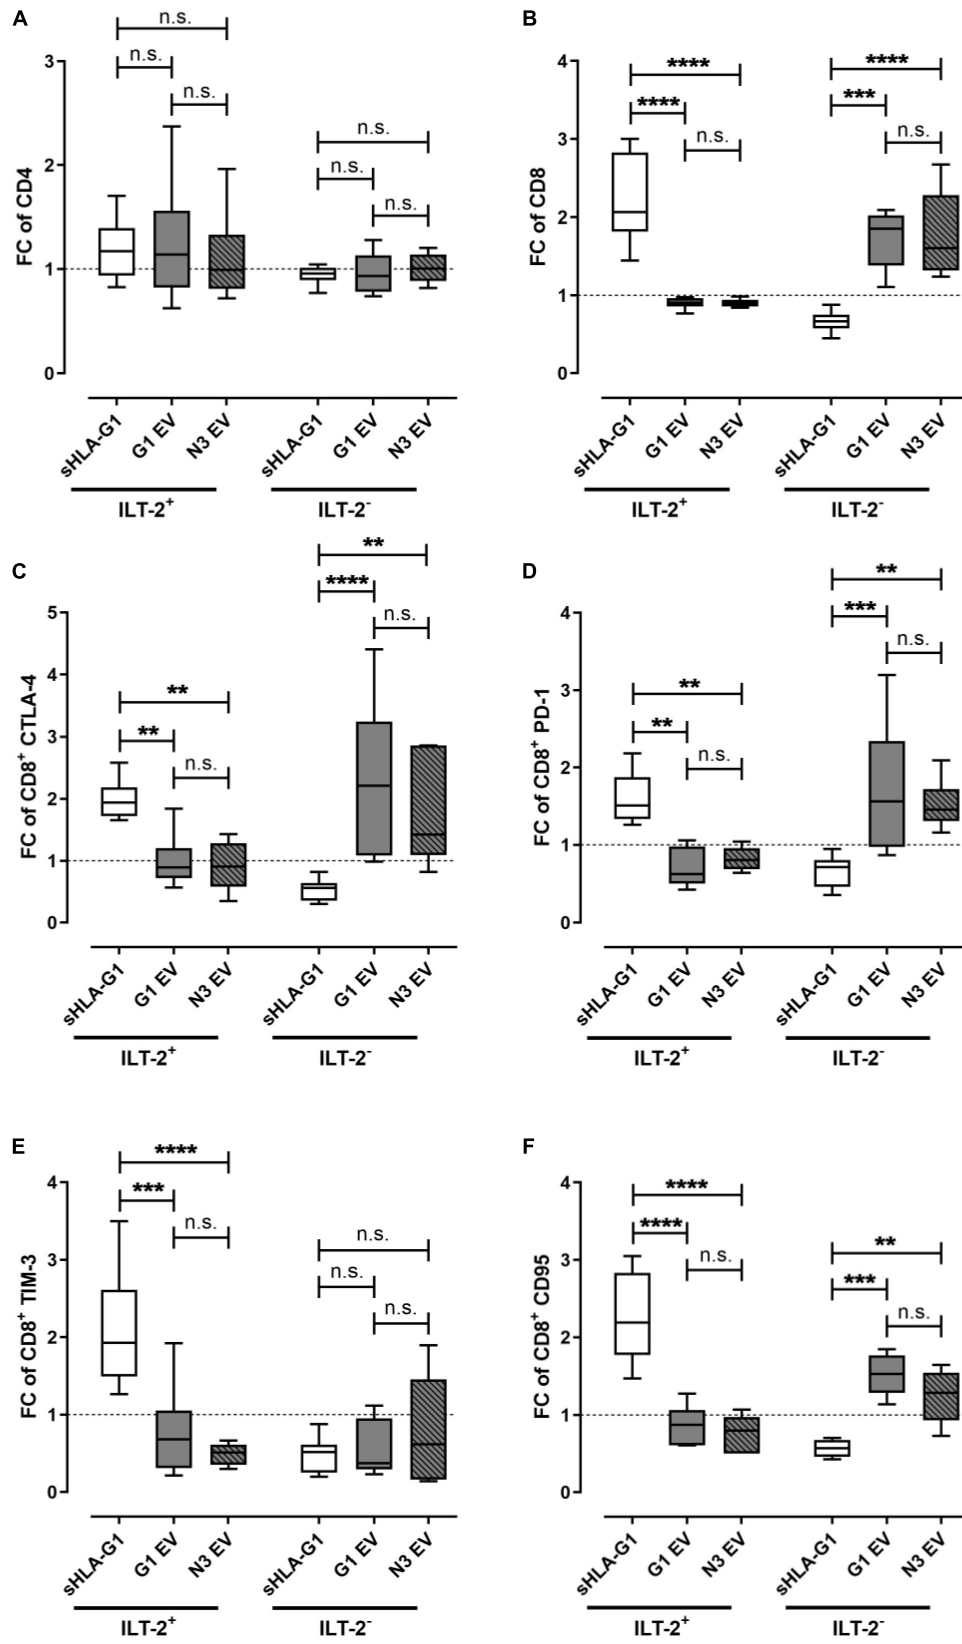 A
n.s.
n.s.
n.s.
n.s.
n.s.
n.s.
FC of CD4
3
2
1
0
sHLA-G1 G1 EV N3 EV sHLA-G1 G1 EV N3 EV
ILT-2⁺ ILT-2⁻
B
****
****
n.s.
****
***
n.s.
FC of CD8
4
3
2
1
0
sHLA-G1 G1 EV N3 EV sHLA-G1 G1 EV N3 EV
ILT-2⁺ ILT-2⁻
C
**
**
n.s.
**
****
n.s.
FC of CD8⁺ CTLA-4
5
4
3
2
1
0
sHLA-G1 G1 EV N3 EV sHLA-G1 G1 EV N3 EV
ILT-2⁺ ILT-2⁻
D
**
**
n.s.
**
***
n.s.
FC of CD8⁺ PD-1
4
3
2
1
0
sHLA-G1 G1 EV N3 EV sHLA-G1 G1 EV N3 EV
ILT-2⁺ ILT-2⁻
E
****
***
n.s.
n.s.
n.s.
n.s.
FC of CD8⁺ TIM-3
4
3
2
1
0
sHLA-G1 G1 EV N3 EV sHLA-G1 G1 EV N3 EV
ILT-2⁺ ILT-2⁻
F
****
****
n.s.
**
***
n.s.
FC of CD8⁺ CD95
4
3
2
1
0
sHLA-G1 G1 EV N3 EV sHLA-G1 G1 EV N3 EV
ILT-2⁺ ILT-2⁻